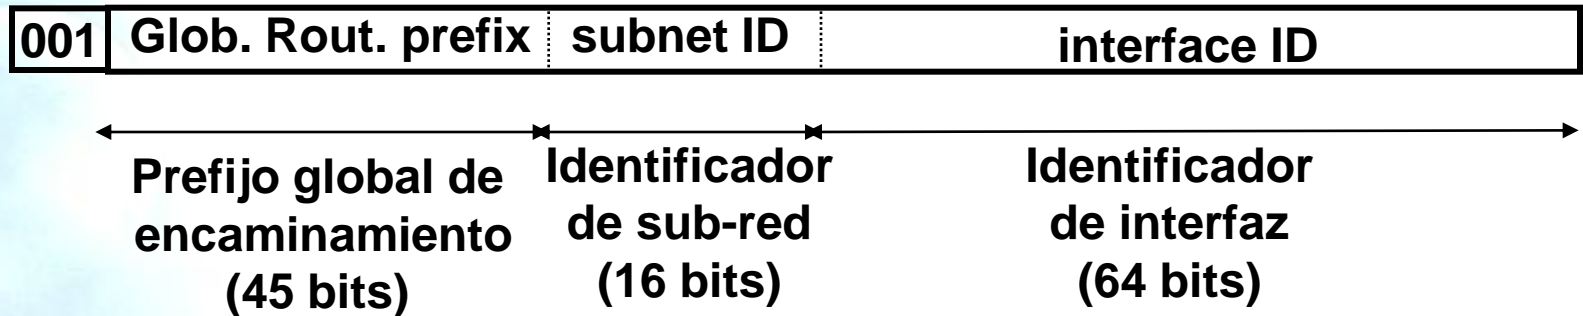 001 Glob. Rout. prefix subnet ID interface ID
Prefijo global de
encaminamiento
(45 bits)
Identificador
de sub-red
(16 bits)
Identificador
de interfaz
(64 bits)